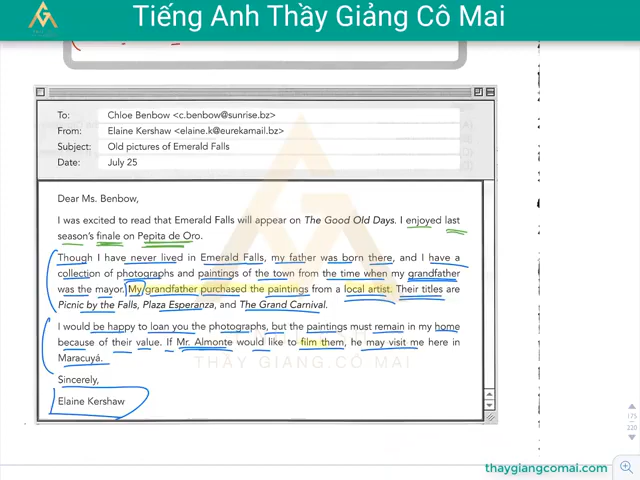 Tiếng Anh Thầy Giảng Cô Mai
To: Chloe Benbow <c.benbow@sunrise.bz>
From: Elaine Kershaw <elaine.k@eurekamail.bz>
Subject: Old pictures of Emerald Falls
Date: July 25
Dear Ms. Benbow,
I was excited to read that Emerald Falls will appear on The Good Old Days. I enjoyed last
season's finale on Pepita de Oro.
Though I have never lived in Emerald Falls, my father was born there, and I have a
collection of photographs and paintings of the town from the time when my grandfather
was the mayor. My grandfather purchased the paintings from a local artist. Their titles are
Picnic by the Falls, Plaza Esperanza, and The Grand Carnival.
I would be happy to loan you the photographs, but the paintings must remain in my home
because of their value. If Mr. Almonte would like to film them, he may visit me here in
Maracuyá.
THẦY GIẢNG.CÔ MAI
Sincerely,
Elaine Kershaw
175
220
thaygiangcomai.com